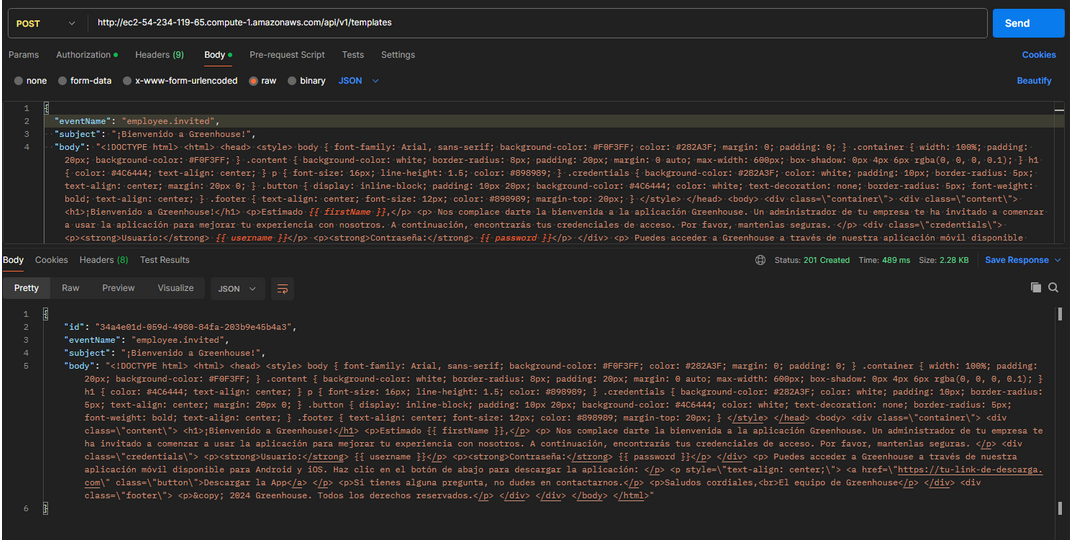 POST http://ec2-54-234-119-65.compute-1.amazonaws.com/api/v1/templates Send
Params Authorization Headers (9) Body Pre-request Script Tests Settings Cookies
none form-data x-www-form-urlencoded raw binary JSON Beautify
1 {
2 "eventName": "employee.invited",
3 "subject": "¡Bienvenido a Greenhouse!",
4 "body": "<!DOCTYPE html> <html> <head> <style> body { font-family: Arial, sans-serif; background-color: #F0F3FF; color: #282A3F; margin: 0; padding: 0; } .container { width: 100%; padding:
20px; background-color: #F0F3FF; } .content { background-color: white; border-radius: 8px; padding: 20px; margin: 0 auto; max-width: 600px; box-shadow: 0px 4px 6px rgba(0, 0, 0, 0.1); } h1
{ color: #4C6444; text-align: center; } p { font-size: 16px; line-height: 1.5; color: #898989; } .credentials { background-color: #282A3F; color: white; padding: 10px; border-radius: 5px;
text-align: center; margin: 20px 0; } .button { display: inline-block; padding: 10px 20px; background-color: #4C6444; color: white; text-decoration: none; border-radius: 5px; font-weight:
bold; text-align: center; } .footer { text-align: center; font-size: 12px; color: #898989; margin-top: 20px; } </style> </head> <body> <div class=\"container\"> <div class=\"content\">
<h1>¡Bienvenido a Greenhouse!</h1> <p>Estimado {{ firstName }},</p> <p> Nos complace darte la bienvenida a la aplicación Greenhouse. Un administrador de tu empresa te ha invitado a comenzar
a usar la aplicación para mejorar tu experiencia con nosotros. A continuación, encontrarás tus credenciales de acceso. Por favor, mantenlas seguras. </p> <div class=\"credentials\">
<p><strong>Usuario:</strong> {{ username }}</p> <p><strong>Contraseña:</strong> {{ password }}</p> </div> <p> Puedes acceder a Greenhouse a través de nuestra aplicación móvil disponible
Body Cookies Headers (8) Test Results Status: 201 Created Time: 489 ms Size: 2.28 KB Save Response
Pretty Raw Preview Visualize JSON
1 {
2 "id": "34a4e01d-059d-4980-84fa-203b9e45b4a3",
3 "eventName": "employee.invited",
4 "subject": "¡Bienvenido a Greenhouse!",
5 "body": "<!DOCTYPE html> <html> <head> <style> body { font-family: Arial, sans-serif; background-color: #F0F3FF; color: #282A3F; margin: 0; padding: 0; } .container { width: 100%; padding:
20px; background-color: #F0F3FF; } .content { background-color: white; border-radius: 8px; padding: 20px; margin: 0 auto; max-width: 600px; box-shadow: 0px 4px 6px rgba(0, 0, 0, 0.1); }
h1 { color: #4C6444; text-align: center; } p { font-size: 16px; line-height: 1.5; color: #898989; } .credentials { background-color: #282A3F; color: white; padding: 10px; border-radius:
5px; text-align: center; margin: 20px 0; } .button { display: inline-block; padding: 10px 20px; background-color: #4C6444; color: white; text-decoration: none; border-radius: 5px;
font-weight: bold; text-align: center; } .footer { text-align: center; font-size: 12px; color: #898989; margin-top: 20px; } </style> </head> <body> <div class=\"container\"> <div
class=\"content\"> <h1>¡Bienvenido a Greenhouse!</h1> <p>Estimado {{ firstName }},</p> <p> Nos complace darte la bienvenida a la aplicación Greenhouse. Un administrador de tu empresa te
ha invitado a comenzar a usar la aplicación para mejorar tu experiencia con nosotros. A continuación, encontrarás tus credenciales de acceso. Por favor, mantenlas seguras. </p> <div
class=\"credentials\"> <p><strong>Usuario:</strong> {{ username }}</p> <p><strong>Contraseña:</strong> {{ password }}</p> </div> <p> Puedes acceder a Greenhouse a través de nuestra
aplicación móvil disponible para Android y iOS. Haz clic en el botón de abajo para descargar la aplicación: </p> <p style=\"text-align: center;\"> <a href=\"https://tu-link-de-descarga.
com\" class=\"button\">Descargar la App</a> </p> <p>Si tienes alguna pregunta, no dudes en contactarnos.</p> <p>Saludos cordiales,<br>El equipo de Greenhouse</p> </div> <div
class=\"footer\"> <p>&copy; 2024 Greenhouse. Todos los derechos reservados.</p> </div> </div> </body> </html>"
6 }